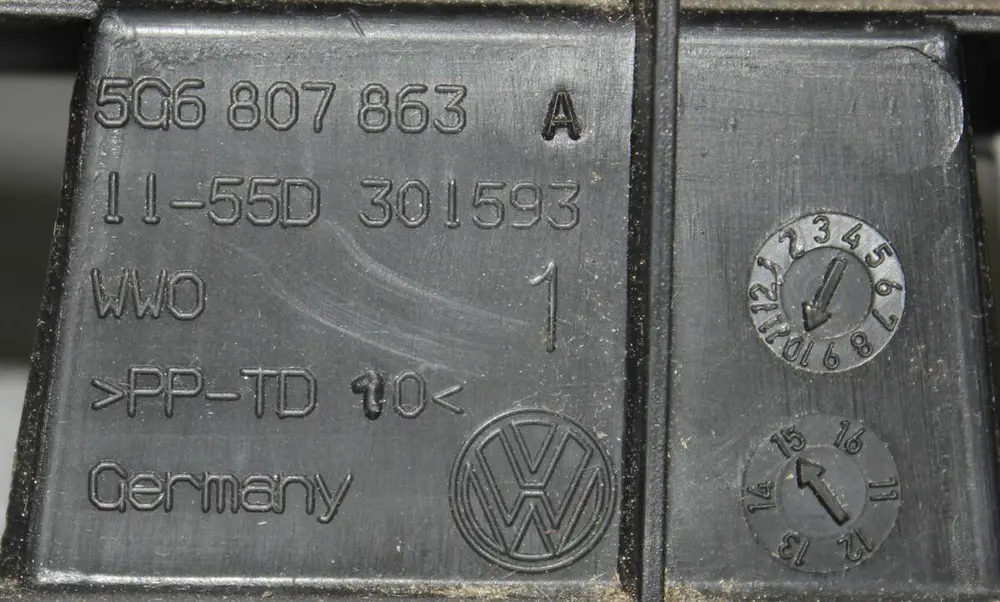 5G6 807 863 A
11-55D 301593
WWO 1
>PP-TD 10<
Germany
1 2 3 4 5 6 7 8 9 10 11 12
11 12 13 14 15 16